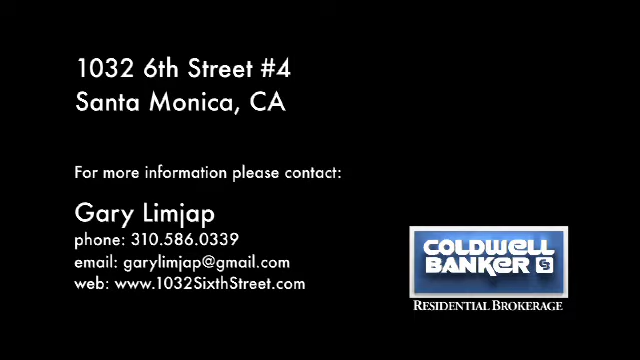 1032 6th Street #4
Santa Monica, CA
For more information please contact:
Gary Limjap
phone: 310.586.0339
email: garylimjap@gmail.com
web: www.1032SixthStreet.com
COLDWELL
BANKER
RESIDENTIAL BROKERAGE